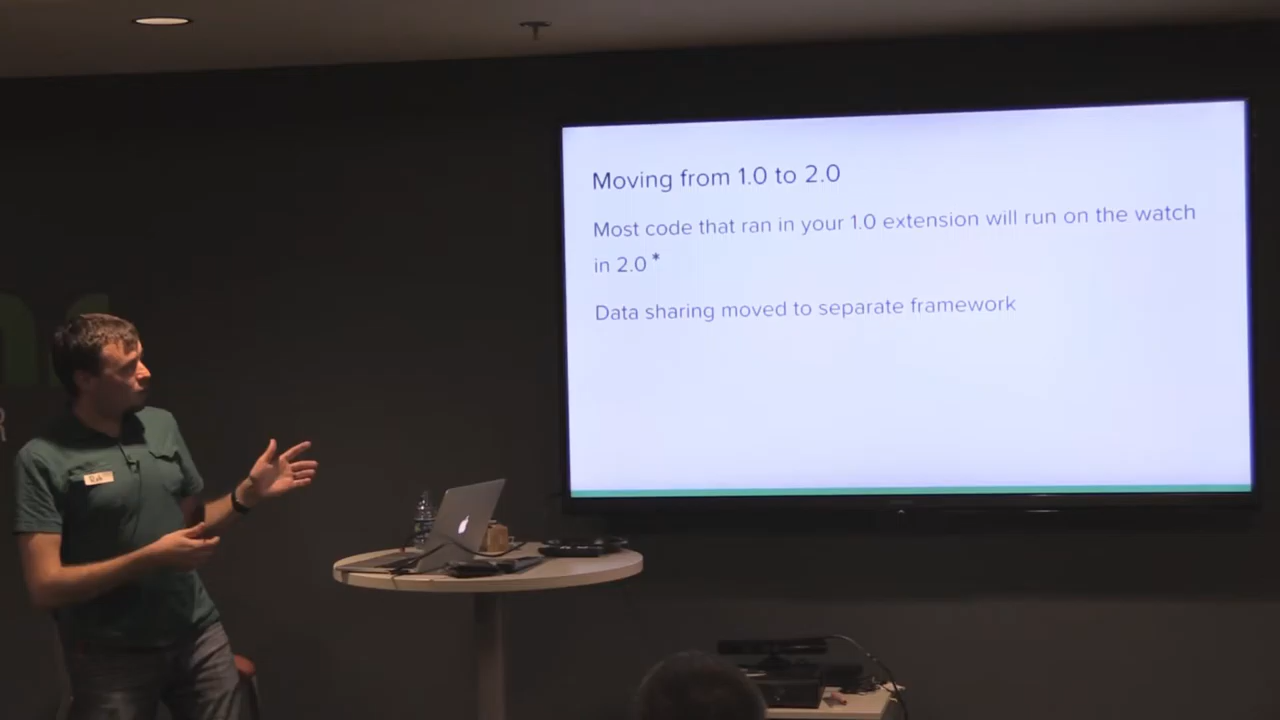 Moving from 1.0 to 2.0
Most code that ran in your 1.0 extension will run on the watch
in 2.0 *
Data sharing moved to separate framework